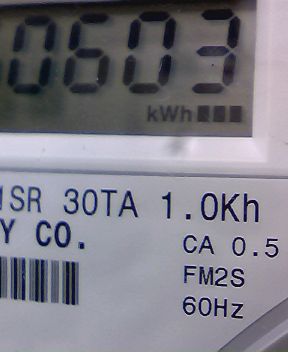 0603
kWh
SR 30TA 1.0Kh
Y CO.
CA 0.5
FM2S
60Hz